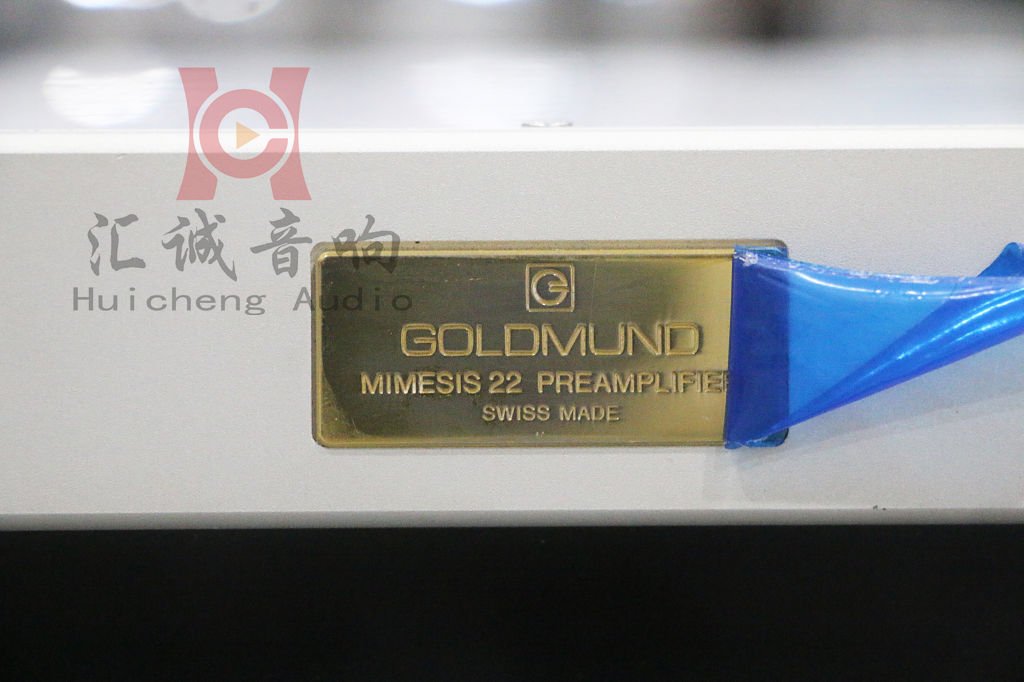 汇诚音响
Huicheng Audio
G
GOLDMUND
MIMESIS 22 PREAMPLIFIER
SWISS MADE